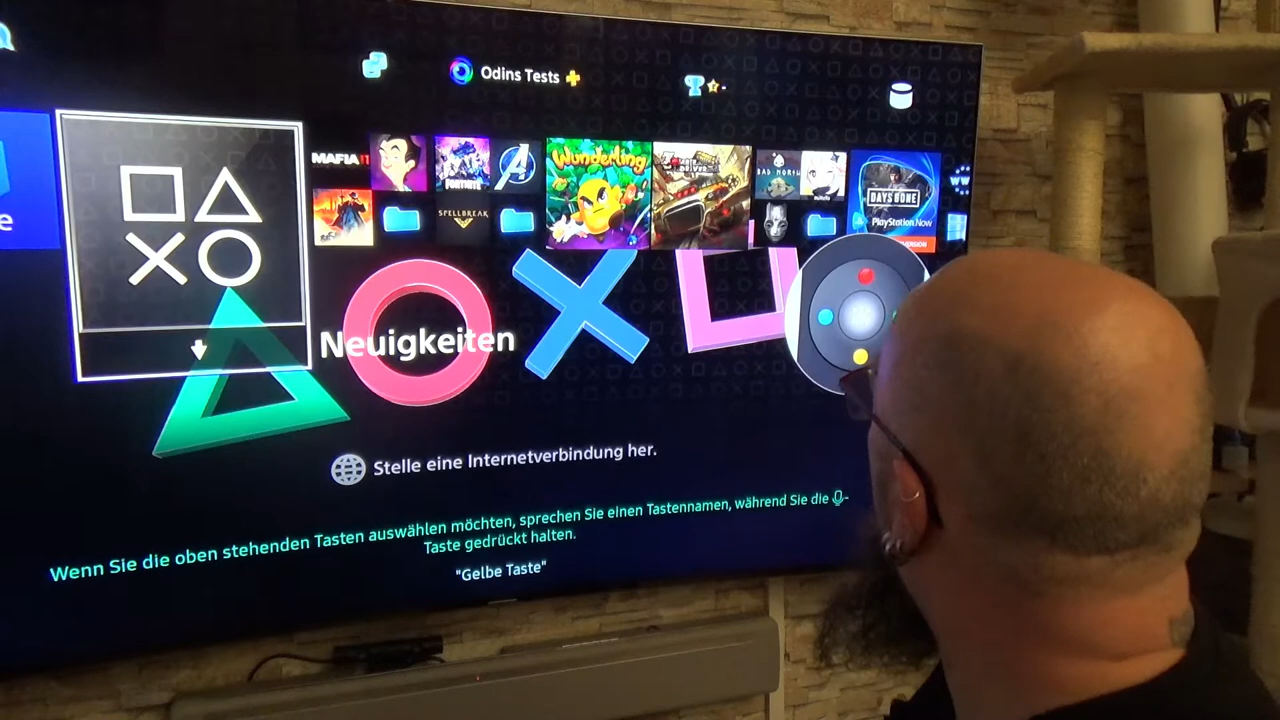 Odins Tests
e
MAFIA II
FORTNITE
Wunderling
BAD NORTH
DAYS GONE
PlayStation Now
VERSION
SPELLBREAK
Neuigkeiten
Stelle eine Internetverbindung her.
Wenn Sie die oben stehenden Tasten auswählen möchten, sprechen Sie einen Tastennamen, während Sie die -
Taste gedrückt halten.
"Gelbe Taste"